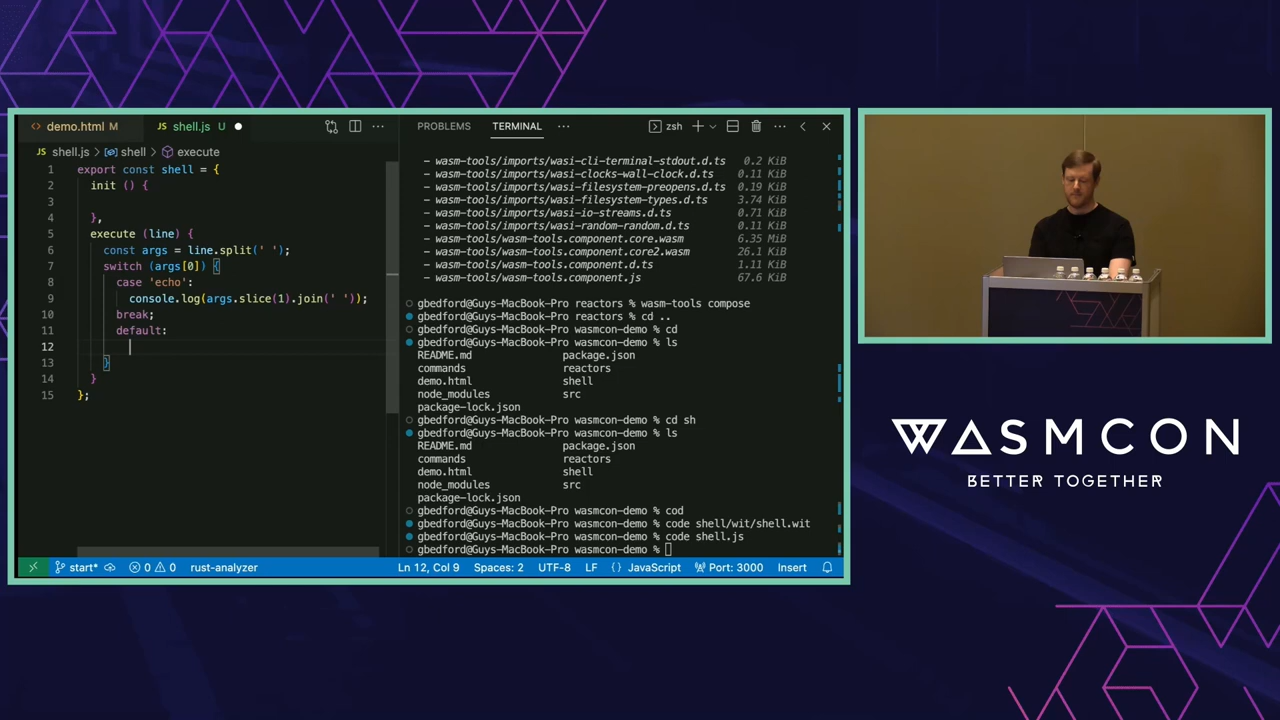 demo.html M
JS shell.js U
JS shell.js > shell > execute
1 export const shell = {
2 init () {
3
4 },
5 execute (line) {
6 const args = line.split(' ');
7 switch (args[0]) {
8 case 'echo':
9 console.log(args.slice(1).join(' '));
10 break;
11 default:
12
13 }
14 }
15 };
PROBLEMS TERMINAL ··· zsh
- wasm-tools/imports/wasi-cli-terminal-stdout.d.ts 0.2 KiB
- wasm-tools/imports/wasi-clocks-wall-clock.d.ts 0.11 KiB
- wasm-tools/imports/wasi-filesystem-preopens.d.ts 0.19 KiB
- wasm-tools/imports/wasi-filesystem-types.d.ts 3.74 KiB
- wasm-tools/imports/wasi-io-streams.d.ts 0.71 KiB
- wasm-tools/imports/wasi-random-random.d.ts 0.11 KiB
- wasm-tools/wasm-tools.component.core.wasm 6.35 MiB
- wasm-tools/wasm-tools.component.core2.wasm 26.1 KiB
- wasm-tools/wasm-tools.component.d.ts 1.11 KiB
- wasm-tools/wasm-tools.component.js 67.6 KiB
gbedford@Guys-MacBook-Pro reactors % wasm-tools compose
gbedford@Guys-MacBook-Pro reactors % cd ..
gbedford@Guys-MacBook-Pro wasmcon-demo % cd
gbedford@Guys-MacBook-Pro wasmcon-demo % ls
README.md package.json
commands reactors
demo.html shell
node_modules src
package-lock.json
gbedford@Guys-MacBook-Pro wasmcon-demo % cd sh
gbedford@Guys-MacBook-Pro wasmcon-demo % ls
README.md package.json
commands reactors
demo.html shell
node_modules src
package-lock.json
gbedford@Guys-MacBook-Pro wasmcon-demo % cod
gbedford@Guys-MacBook-Pro wasmcon-demo % code shell/wit/shell.wit
gbedford@Guys-MacBook-Pro wasmcon-demo % code shell.js
gbedford@Guys-MacBook-Pro wasmcon-demo %
start* 0 0 rust-analyzer Ln 12, Col 9 Spaces: 2 UTF-8 LF {} JavaScript Port: 3000 Insert
WASMCON
BETTER TOGETHER